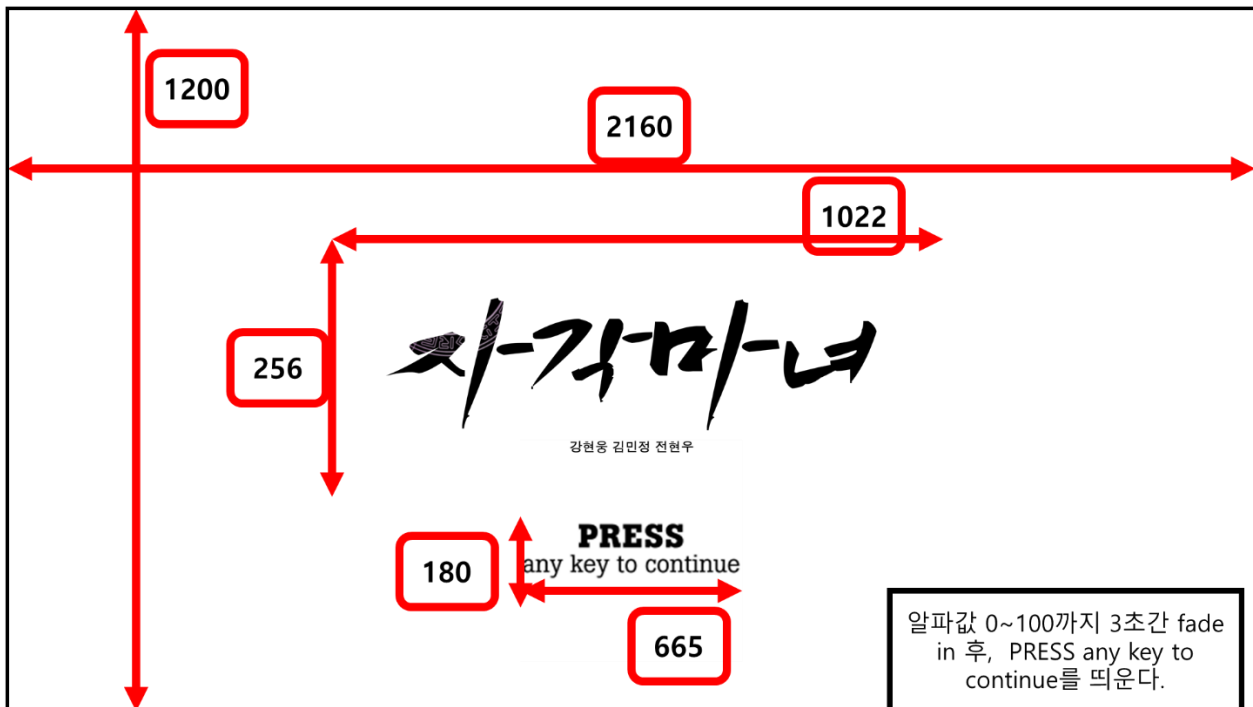 1200
2160
1022
256
자각마녀
강현웅 김민정 전현우
PRESS
any key to continue
180
665
알파값 0~100까지 3초간 fade
in 후, PRESS any key to
continue를 띄운다.